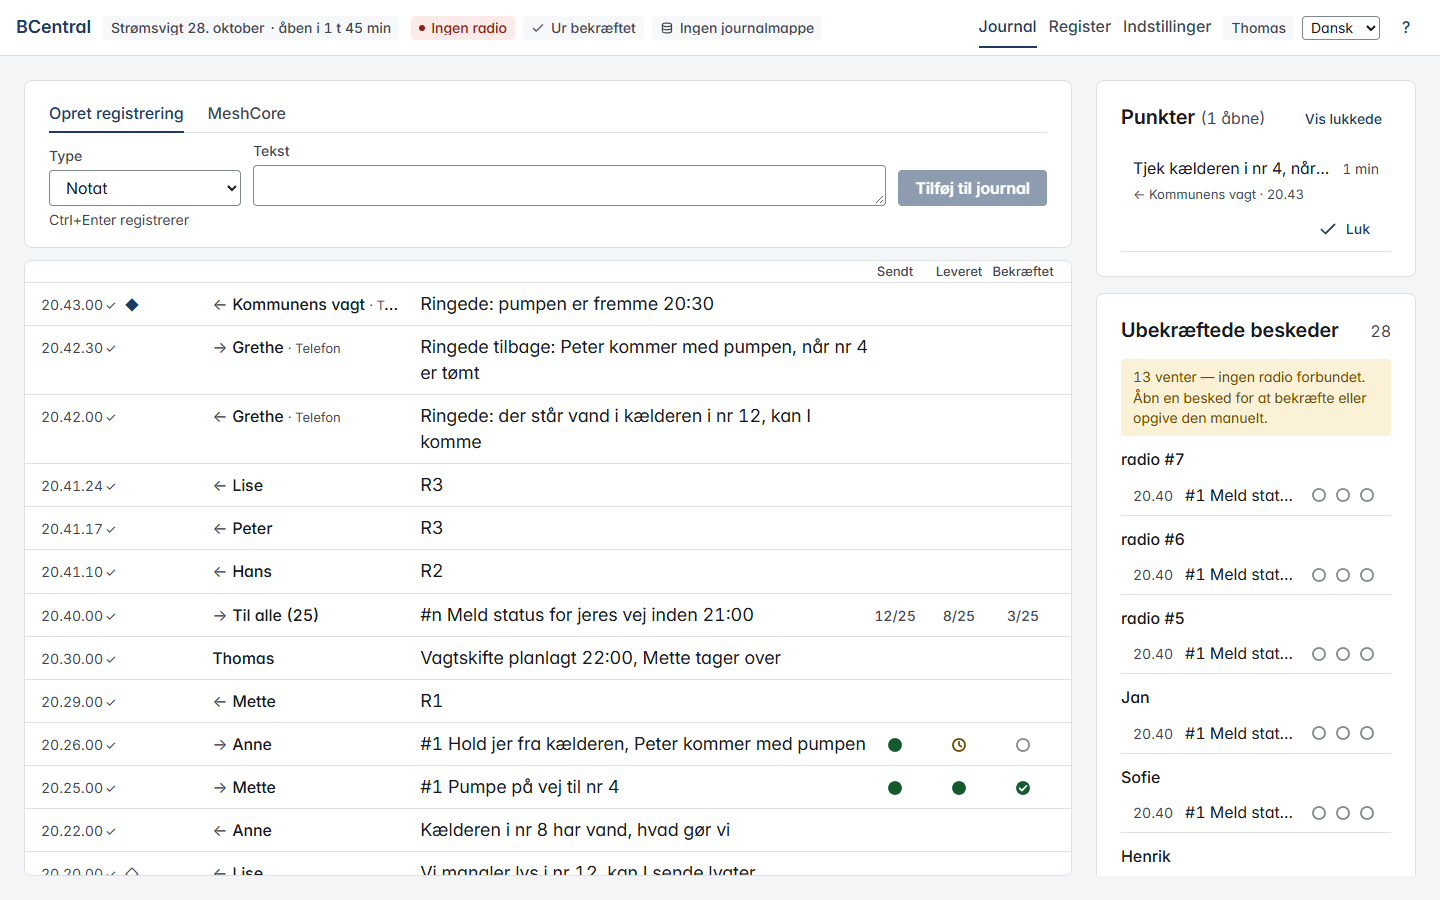 BCentral
Strømsvigt 28. oktober · åben i 1 t 45 min
Ingen radio
Ur bekræftet
Ingen journalmappe
Journal
Register
Indstillinger
Thomas
Dansk
?
Opret registrering
MeshCore
Type
Tekst
Notat
Tilføj til journal
Ctrl+Enter registrerer
Sendt Leveret Bekræftet
20.43.00 ← Kommunens vagt · T... Ringede: pumpen er fremme 20:30
20.42.30 → Grethe · Telefon Ringede tilbage: Peter kommer med pumpen, når nr 4
er tømt
20.42.00 ← Grethe · Telefon Ringede: der står vand i kælderen i nr 12, kan I
komme
20.41.24 ← Lise R3
20.41.17 ← Peter R3
20.41.10 ← Hans R2
20.40.00 → Til alle (25) #n Meld status for jeres vej inden 21:00 12/25 8/25 3/25
20.30.00 Thomas Vagtskifte planlagt 22:00, Mette tager over
20.29.00 ← Mette R1
20.26.00 → Anne #1 Hold jer fra kælderen, Peter kommer med pumpen
20.25.00 → Mette #1 Pumpe på vej til nr 4
20.22.00 ← Anne Kælderen i nr 8 har vand, hvad gør vi
20.20.00 ← Lise Vi mangler lys i nr 12, kan I sende lygter
Punkter (1 åbne)
Vis lukkede
Tjek kælderen i nr 4, når... 1 min
← Kommunens vagt · 20.43
Luk
Ubekræftede beskeder 28
13 venter — ingen radio forbundet.
Åbn en besked for at bekræfte eller
opgive den manuelt.
radio #7
20.40 #1 Meld stat...
radio #6
20.40 #1 Meld stat...
radio #5
20.40 #1 Meld stat...
Jan
20.40 #1 Meld stat...
Sofie
20.40 #1 Meld stat...
Henrik